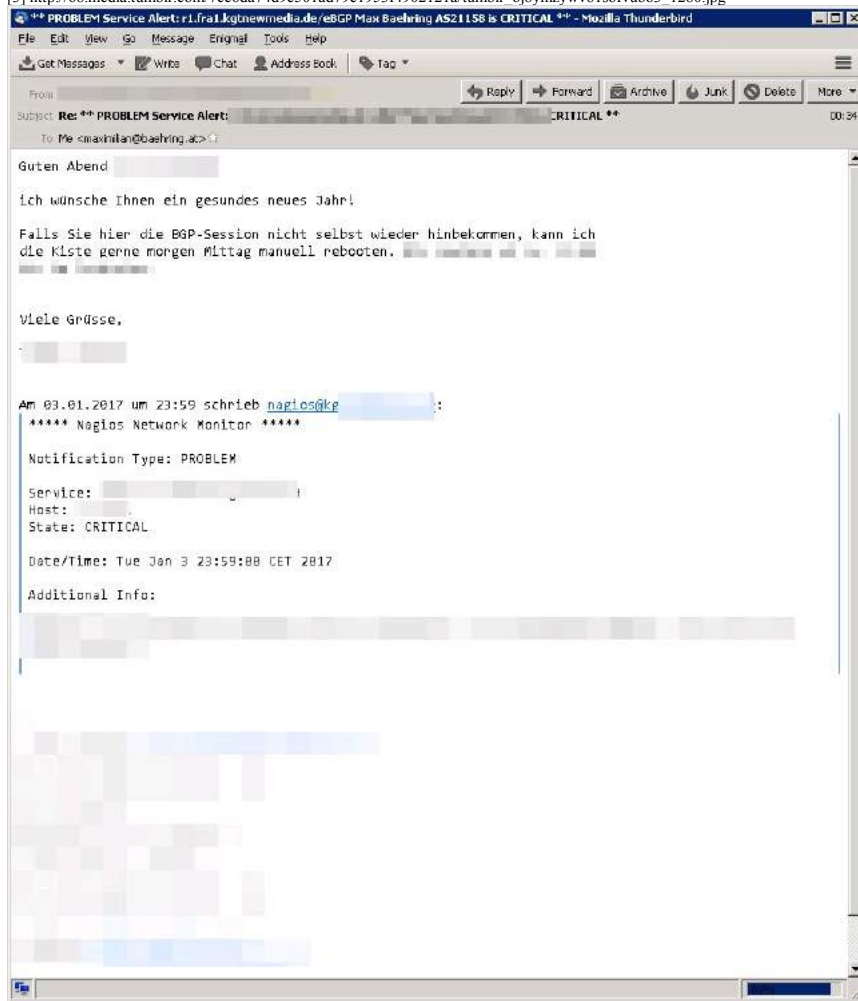 ** PROBLEM Service Alert: r1.fra1.kgtnewmedia.de/eBGP Max Baehring AS21158 is CRITICAL ** - Mozilla Thunderbird
File Edit View Go Message Enigmail Tools Help
Get Messages Write Chat Address Book Tag
From Reply Forward Archive Junk Delete More
Subject Re: ** PROBLEM Service Alert: CRITICAL ** 00:34
To Me <maximilian@baehring.at>
Guten Abend
ich wünsche Ihnen ein gesundes neues Jahr!
Falls Sie hier die BGP-Session nicht selbst wieder hinbekommen, kann ich
die Kiste gerne morgen Mittag manuell rebooten.
Viele Grüsse,
Am 03.01.2017 um 23:59 schrieb nagios@kg :
***** Nagios Network Monitor *****
Notification Type: PROBLEM
Service:
Host:
State: CRITICAL
Date/Time: Tue Jan 3 23:59:00 CET 2017
Additional Info: